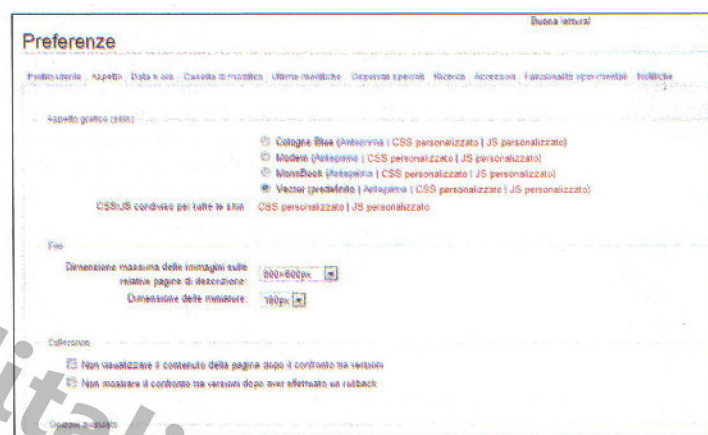 Buona lettura!
Preferenze
Profilo utente Aspetto Data e ora Casella di modifica Ultime modifiche Osservati speciali Ricerca Accessori Funzionalità sperimentali Notifiche
Aspetto grafico (skin)
Cologne Blue (Anteprima | CSS personalizzato | JS personalizzato)
Modern (Anteprima | CSS personalizzato | JS personalizzato)
MonoBook (Anteprima | CSS personalizzato | JS personalizzato)
Vector (predefinito | Anteprima | CSS personalizzato | JS personalizzato)
CSS/JS condiviso per tutte le skin: CSS personalizzato | JS personalizzato
File
Dimensione massima delle immagini sulle relative pagine di descrizione: 800×600px
Dimensione delle miniature: 180px
Differenze
Non visualizzare il contenuto della pagina dopo il confronto tra versioni
Non mostrare il confronto tra versioni dopo aver effettuato un rollback
Opzioni avanzate
itali